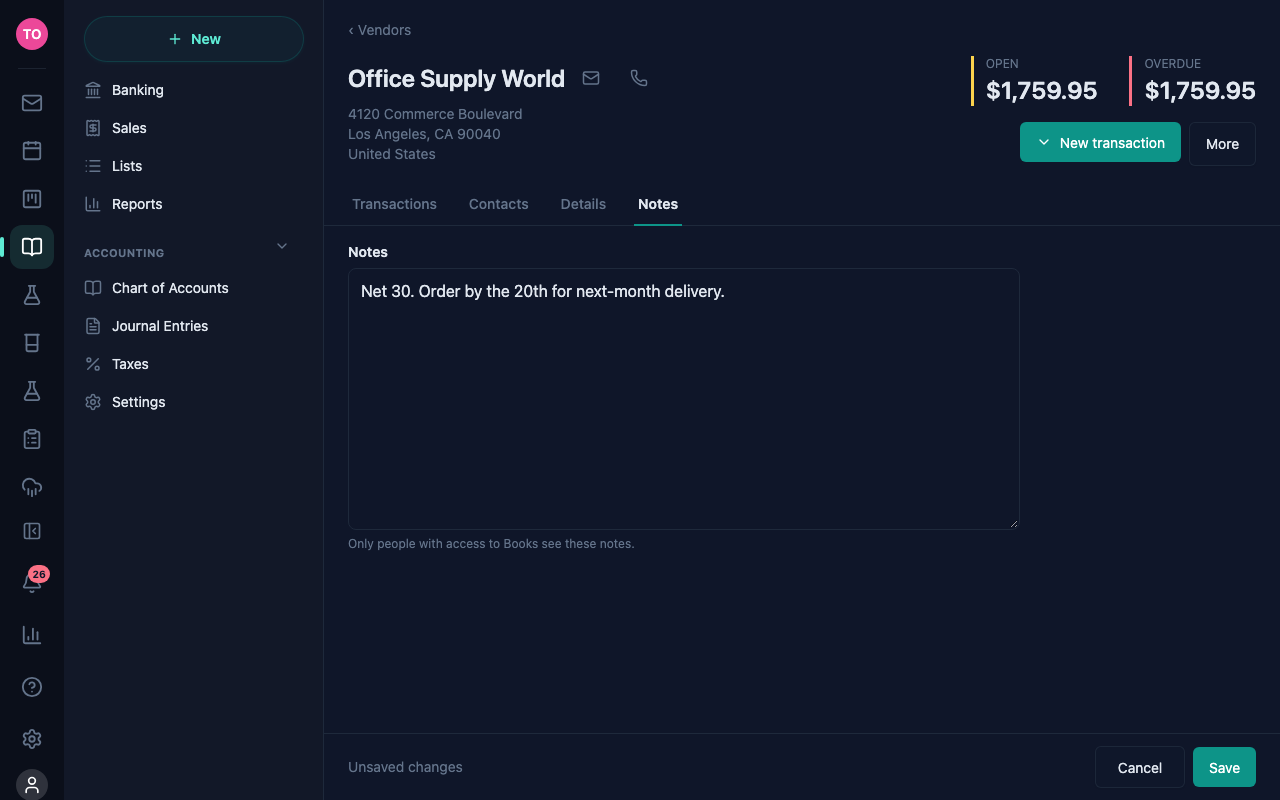 TO
New
Banking
Sales
Lists
Reports
ACCOUNTING
Chart of Accounts
Journal Entries
Taxes
Settings
26
‹ Vendors
Office Supply World
4120 Commerce Boulevard
Los Angeles, CA 90040
United States
OPEN
$1,759.95
OVERDUE
$1,759.95
New transaction
More
Transactions Contacts Details Notes
Notes
Net 30. Order by the 20th for next-month delivery.
Only people with access to Books see these notes.
Unsaved changes
Cancel
Save